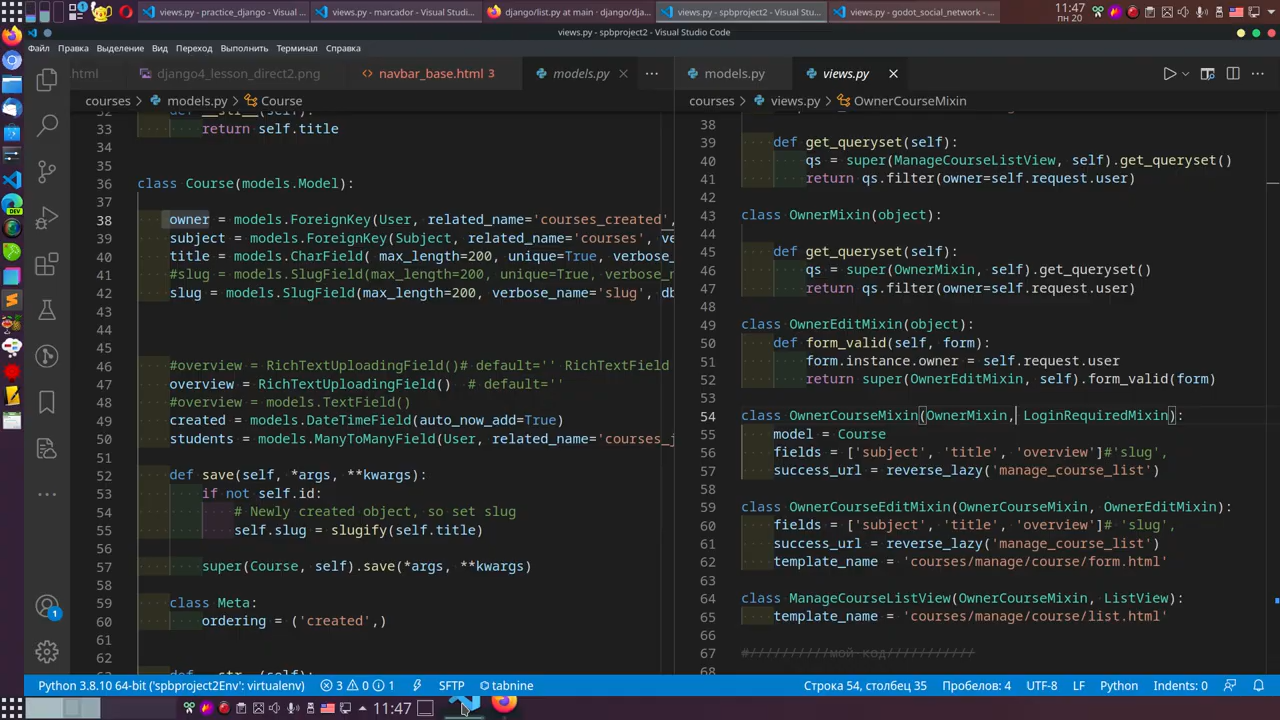 views.py - practice_django - Visual ...
views.py - marcador - Visual Studi...
django/list.py at main · django/dja...
views.py - spbproject2 - Visual Stu...
views.py - godot_social_network - ...
11:47
пн 20
views.py - spbproject2 - Visual Studio Code
Файл Правка Выделение Вид Переход Выполнить Терминал Справка
html
django4_lesson_direct2.png
navbar_base.html 3
models.py
courses > models.py > Course
return self.title
33
34
35
36 class Course(models.Model):
37
38 owner = models.ForeignKey(User, related_name='courses_created',
39 subject = models.ForeignKey(Subject, related_name='courses', ve
40 title = models.CharField( max_length=200, unique=True, verbose_
41 #slug = models.SlugField(max_length=200, unique=True, verbose_n
42 slug = models.SlugField(max_length=200, verbose_name='slug', db
43
44
45
46 #overview = RichTextUploadingField()# default='' RichTextField
47 overview = RichTextUploadingField() # default=''
48 #overview = models.TextField()
49 created = models.DateTimeField(auto_now_add=True)
50 students = models.ManyToManyField(User, related_name='courses_j
51
52 def save(self, *args, **kwargs):
53 if not self.id:
54 # Newly created object, so set slug
55 self.slug = slugify(self.title)
56
57 super(Course, self).save(*args, **kwargs)
58
59 class Meta:
60 ordering = ('created',)
61
62
models.py
views.py
courses > views.py > OwnerCourseMixin
38
39 def get_queryset(self):
40 qs = super(ManageCourseListView, self).get_queryset()
41 return qs.filter(owner=self.request.user)
42
43 class OwnerMixin(object):
44
45 def get_queryset(self):
46 qs = super(OwnerMixin, self).get_queryset()
47 return qs.filter(owner=self.request.user)
48
49 class OwnerEditMixin(object):
50 def form_valid(self, form):
51 form.instance.owner = self.request.user
52 return super(OwnerEditMixin, self).form_valid(form)
53
54 class OwnerCourseMixin(OwnerMixin, LoginRequiredMixin):
55 model = Course
56 fields = ['subject', 'title', 'overview']#'slug',
57 success_url = reverse_lazy('manage_course_list')
58
59 class OwnerCourseEditMixin(OwnerCourseMixin, OwnerEditMixin):
60 fields = ['subject', 'title', 'overview']# 'slug',
61 success_url = reverse_lazy('manage_course_list')
62 template_name = 'courses/manage/course/form.html'
63
64 class ManageCourseListView(OwnerCourseMixin, ListView):
65 template_name = 'courses/manage/course/list.html'
66
67 #//////////мой код///////////
68
DEV
1
Python 3.8.10 64-bit ('spbproject2Env': virtualenv) 3 0 1 SFTP tabnine Строка 54, столбец 35 Пробелов: 4 UTF-8 LF Python Indents: 0
11:47